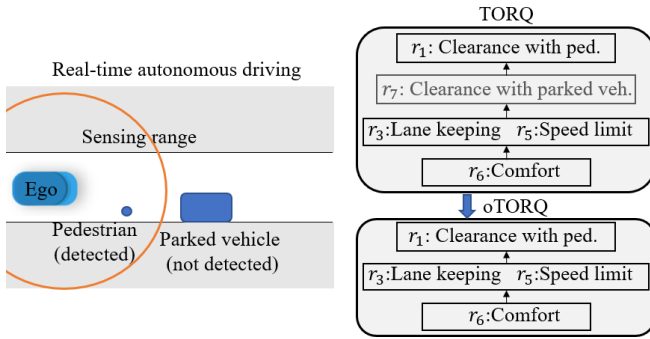 Real-time autonomous driving
Sensing range
Ego
Pedestrian
(detected)
Parked vehicle
(not detected)
TORQ
r₁: Clearance with ped.
r₇: Clearance with parked veh.
r₃:Lane keeping r₅:Speed limit
r₆:Comfort
oTORQ
r₁: Clearance with ped.
r₃:Lane keeping r₅:Speed limit
r₆:Comfort